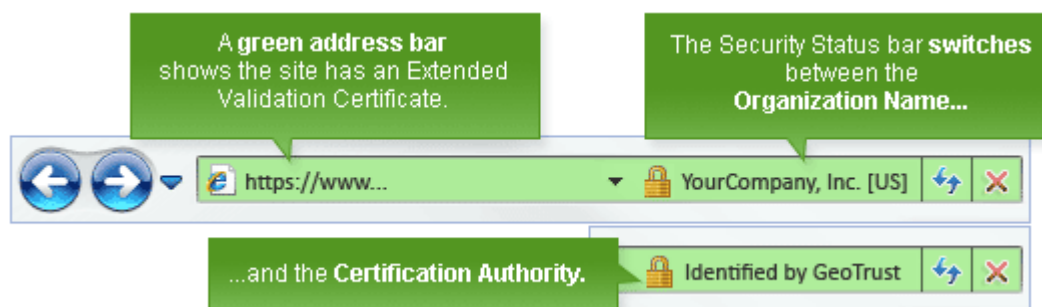 A green address bar
shows the site has an Extended
Validation Certificate.
The Security Status bar switches
between the
Organization Name...
https://www...
YourCompany, Inc. [US]
...and the Certification Authority.
Identified by GeoTrust